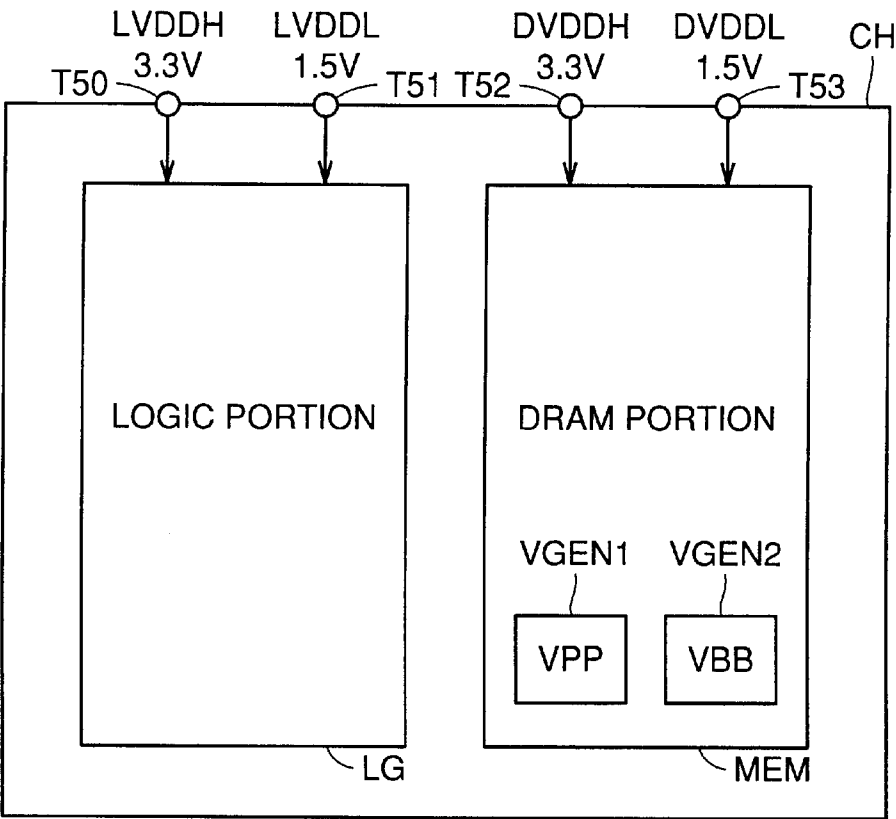 LVDDH LVDDL DVDDH DVDDL CH
3.3V 1.5V 3.3V 1.5V
T50 T51 T52 T53
LOGIC PORTION DRAM PORTION
VGEN1 VGEN2
VPP VBB
LG MEM